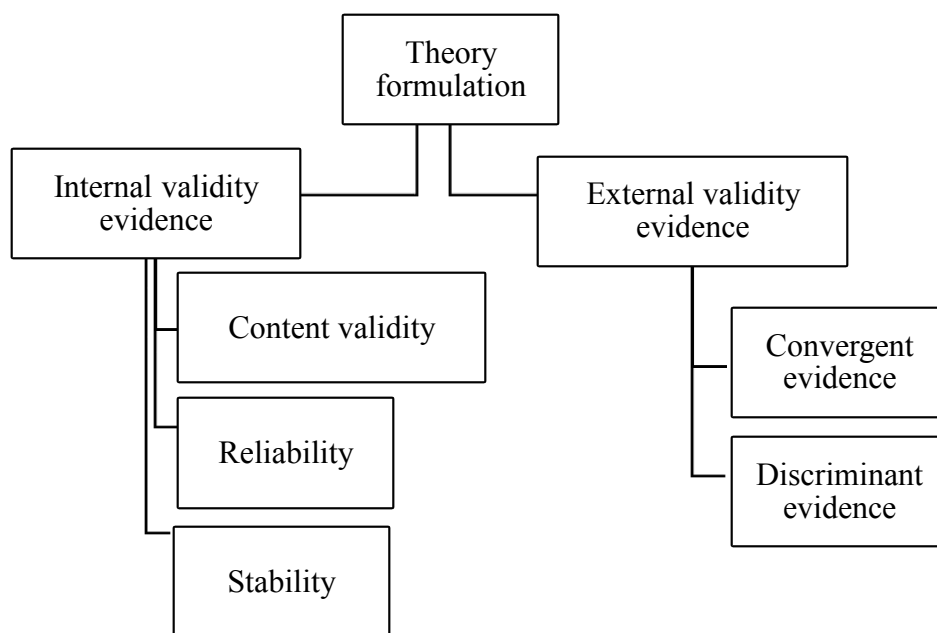 Theory
formulation
Internal validity
evidence
External validity
evidence
Content validity
Convergent
evidence
Reliability
Discriminant
evidence
Stability